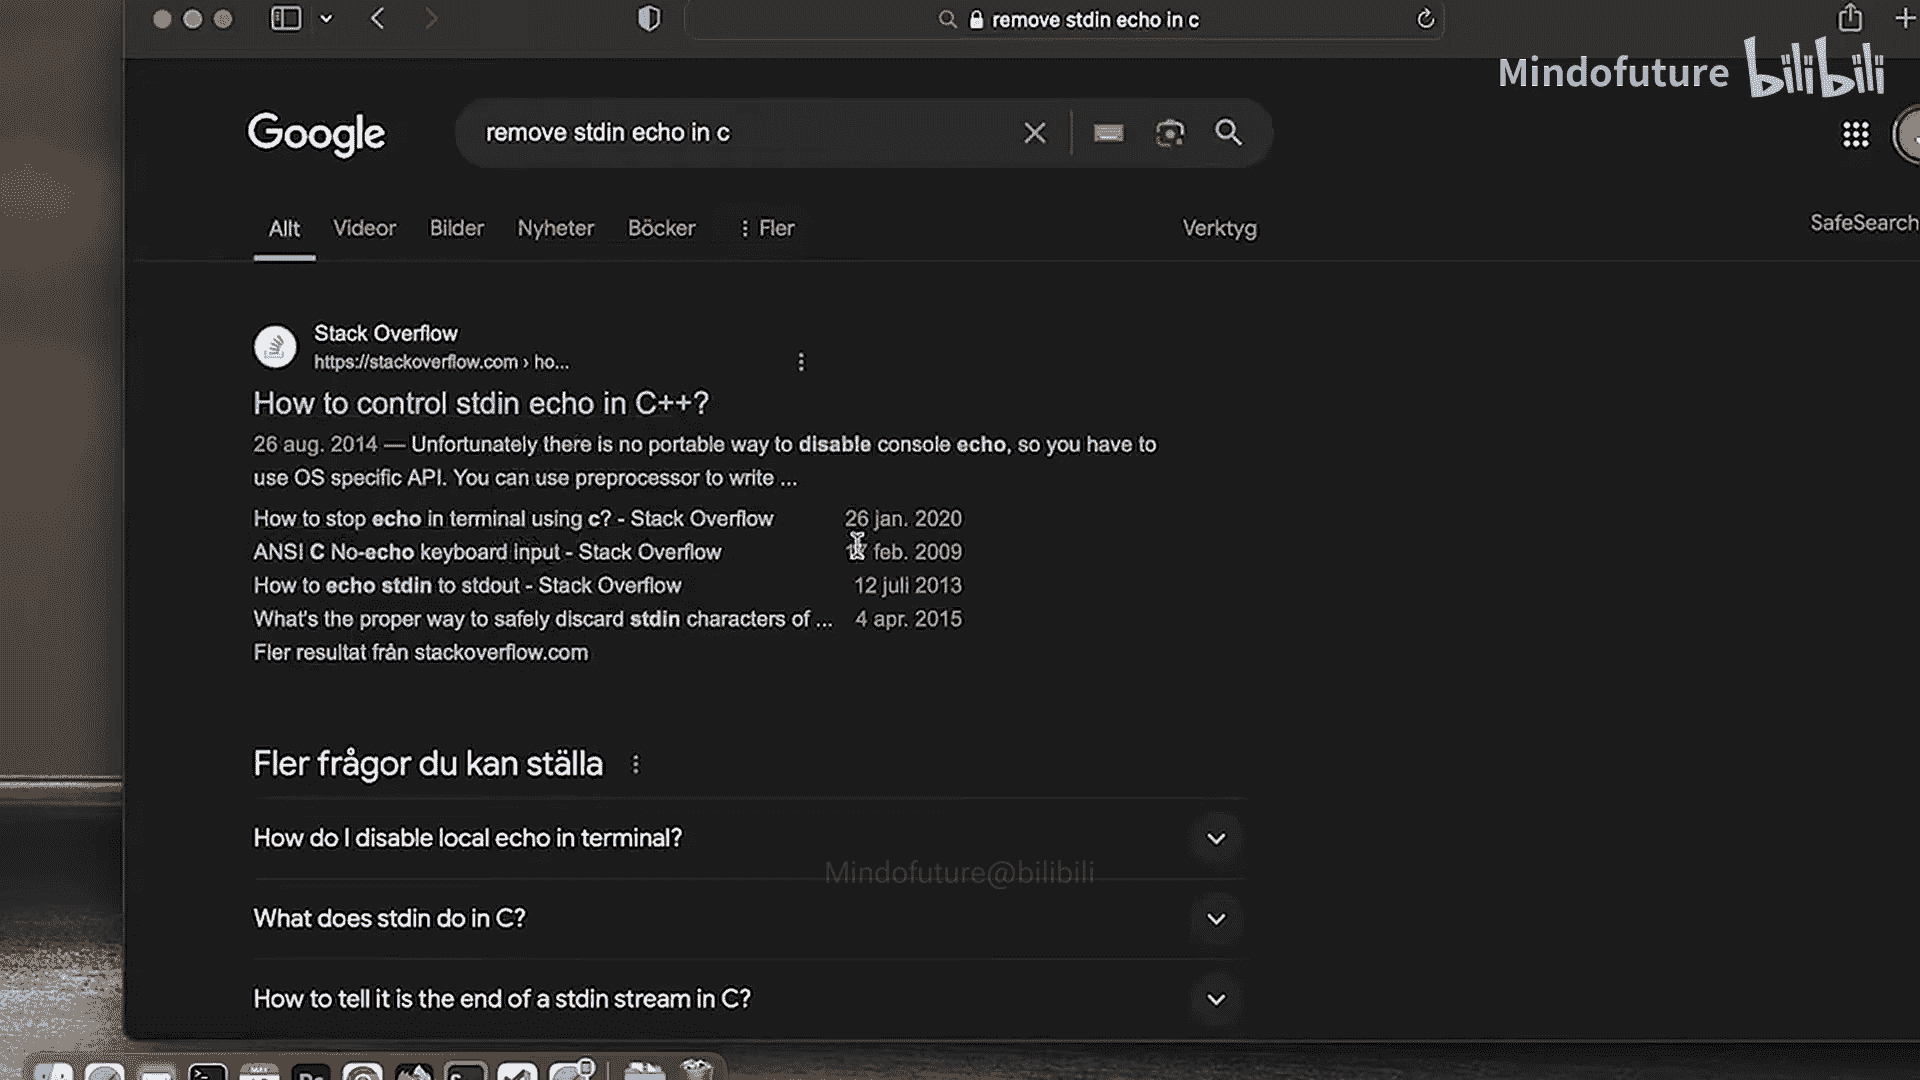 remove stdin echo in c
Mindofuture bilibili
Google
remove stdin echo in c
Allt Videor Bilder Nyheter Böcker Fler Verktyg SafeSearch
Stack Overflow
https://stackoverflow.com › ho...
How to control stdin echo in C++?
26 aug. 2014 — Unfortunately there is no portable way to disable console echo, so you have to
use OS specific API. You can use preprocessor to write ...
How to stop echo in terminal using c? - Stack Overflow 26 jan. 2020
ANSI C No-echo keyboard input - Stack Overflow feb. 2009
How to echo stdin to stdout - Stack Overflow 12 juli 2013
What's the proper way to safely discard stdin characters of ... 4 apr. 2015
Fler resultat från stackoverflow.com
Fler frågor du kan ställa
How do I disable local echo in terminal?
Mindofuture@bilibili
What does stdin do in C?
How to tell it is the end of a stdin stream in C?